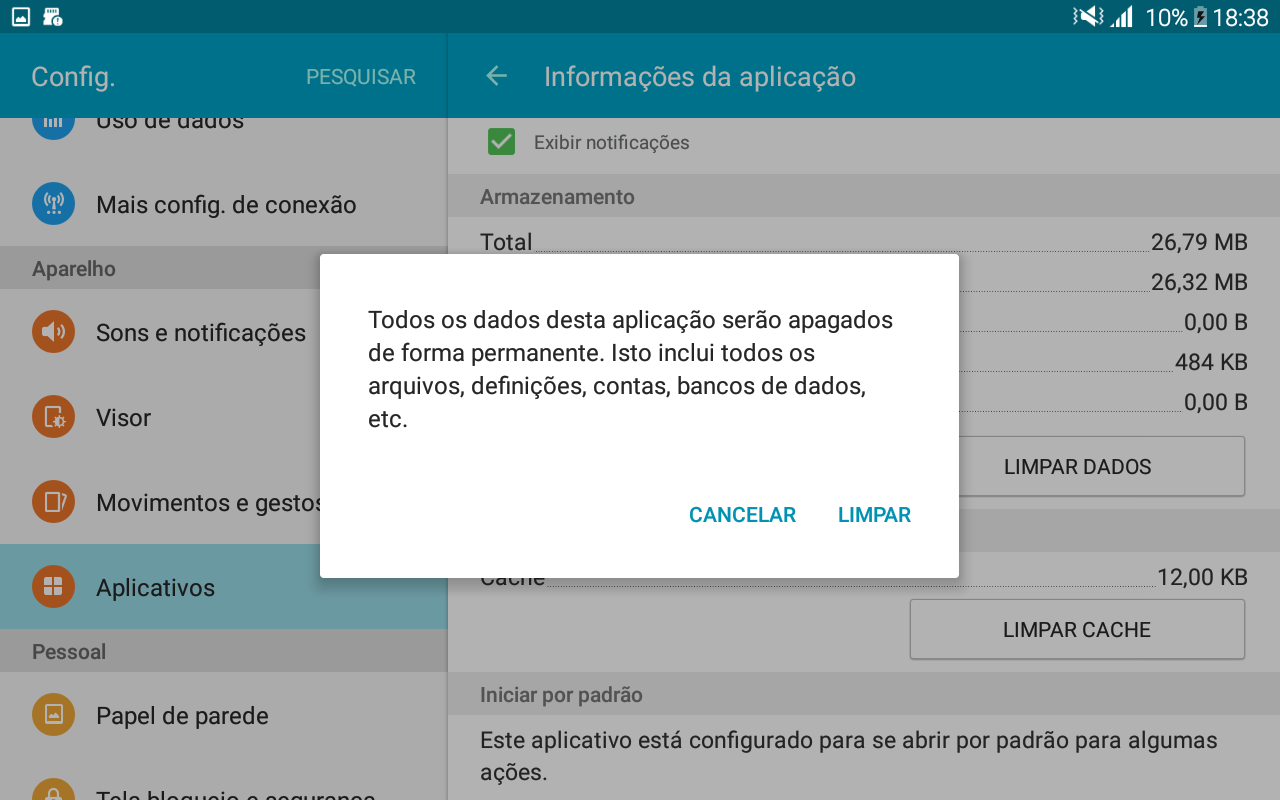 10% 18:38
Config.
PESQUISAR
Informações da aplicação
Uso de dados
Mais config. de conexão
Aparelho
Sons e notificações
Visor
Movimentos e gestos
Aplicativos
Pessoal
Papel de parede
Tela bloqueio e segurança
Exibir notificações
Armazenamento
Total 26,79 MB
26,32 MB
0,00 B
484 KB
0,00 B
LIMPAR DADOS
Todos os dados desta aplicação serão apagados
de forma permanente. Isto inclui todos os
arquivos, definições, contas, bancos de dados,
etc.
CANCELAR LIMPAR
Cache 12,00 KB
LIMPAR CACHE
Iniciar por padrão
Este aplicativo está configurado para se abrir por padrão para algumas
ações.